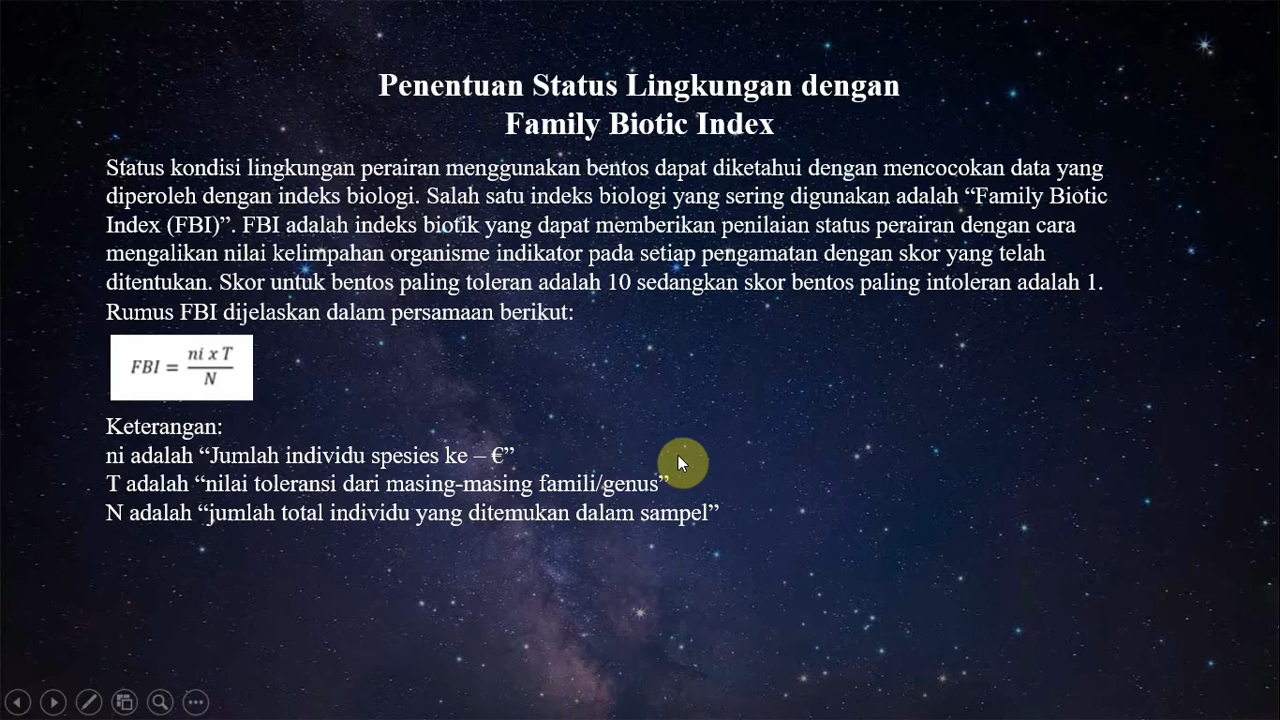 Penentuan Status Lingkungan dengan
Family Biotic Index
Status kondisi lingkungan perairan menggunakan bentos dapat diketahui dengan mencocokan data yang
diperoleh dengan indeks biologi. Salah satu indeks biologi yang sering digunakan adalah “Family Biotic
Index (FBI)”. FBI adalah indeks biotik yang dapat memberikan penilaian status perairan dengan cara
mengalikan nilai kelimpahan organisme indikator pada setiap pengamatan dengan skor yang telah
ditentukan. Skor untuk bentos paling toleran adalah 10 sedangkan skor bentos paling intoleran adalah 1.
Rumus FBI dijelaskan dalam persamaan berikut:
FBI = ni x T / N
Keterangan:
ni adalah “Jumlah individu spesies ke – €”
T adalah “nilai toleransi dari masing-masing famili/genus”
N adalah “jumlah total individu yang ditemukan dalam sampel”